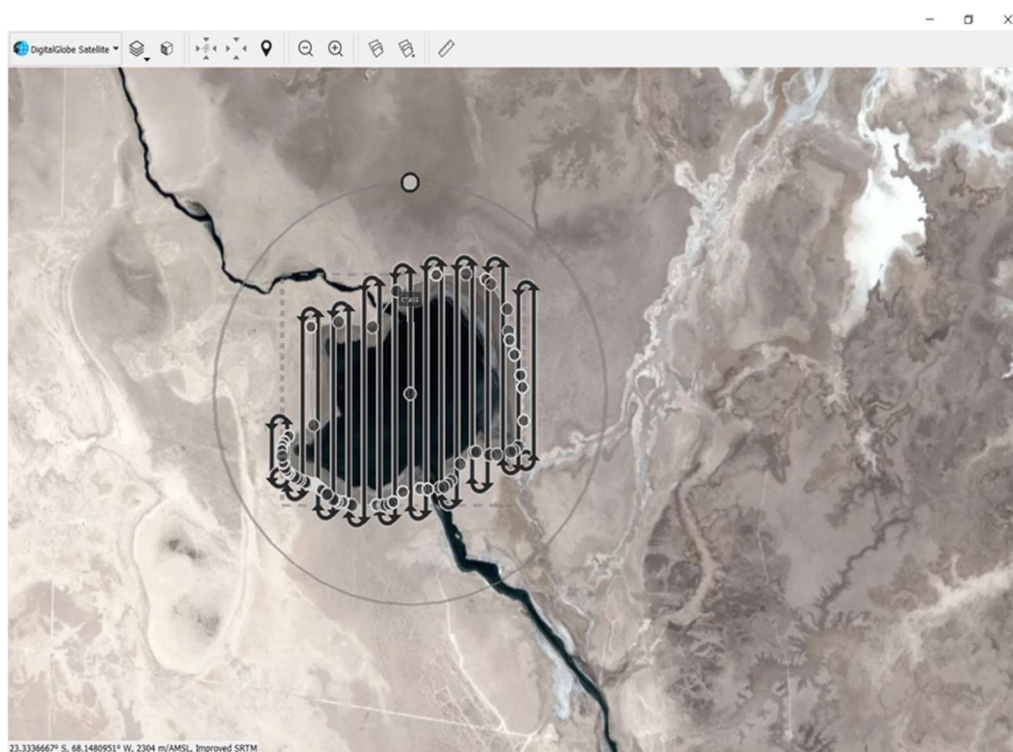 DigitalGlobe Satellite
23.3336667° S, 68.1480951° W, 2304 m/AMSL, Improved SRTM